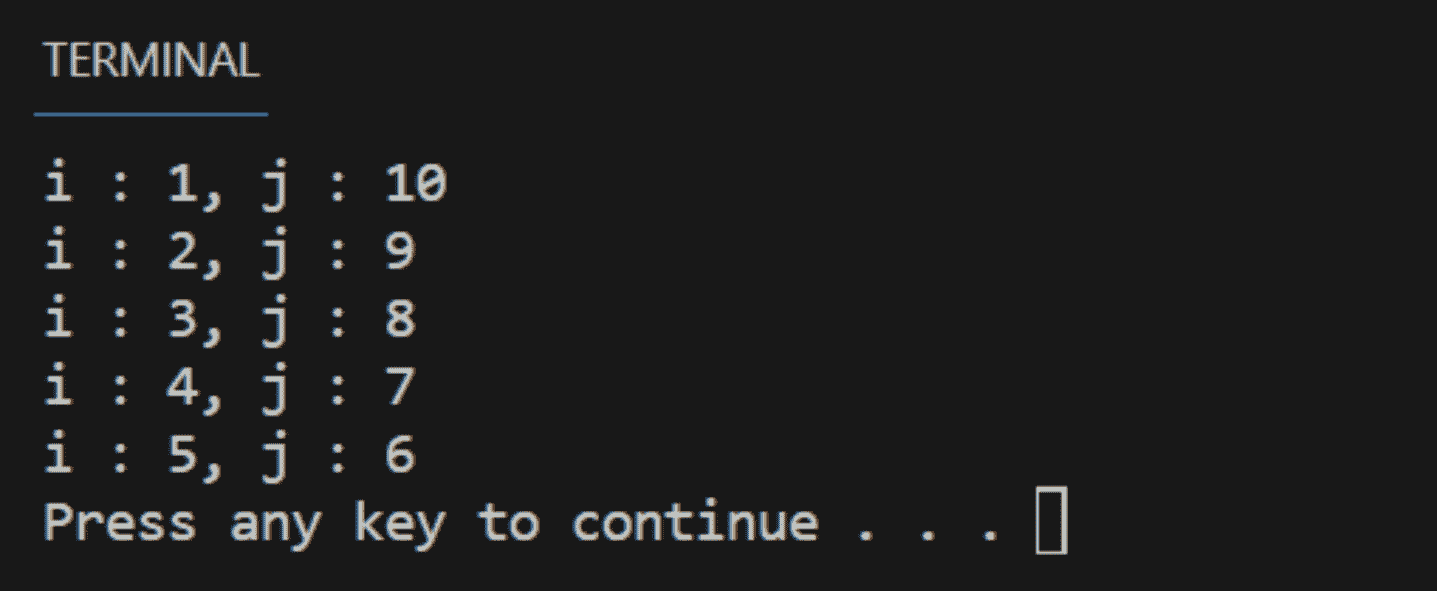 TERMINAL
i : 1, j : 10
i : 2, j : 9
i : 3, j : 8
i : 4, j : 7
i : 5, j : 6
Press any key to continue . . .